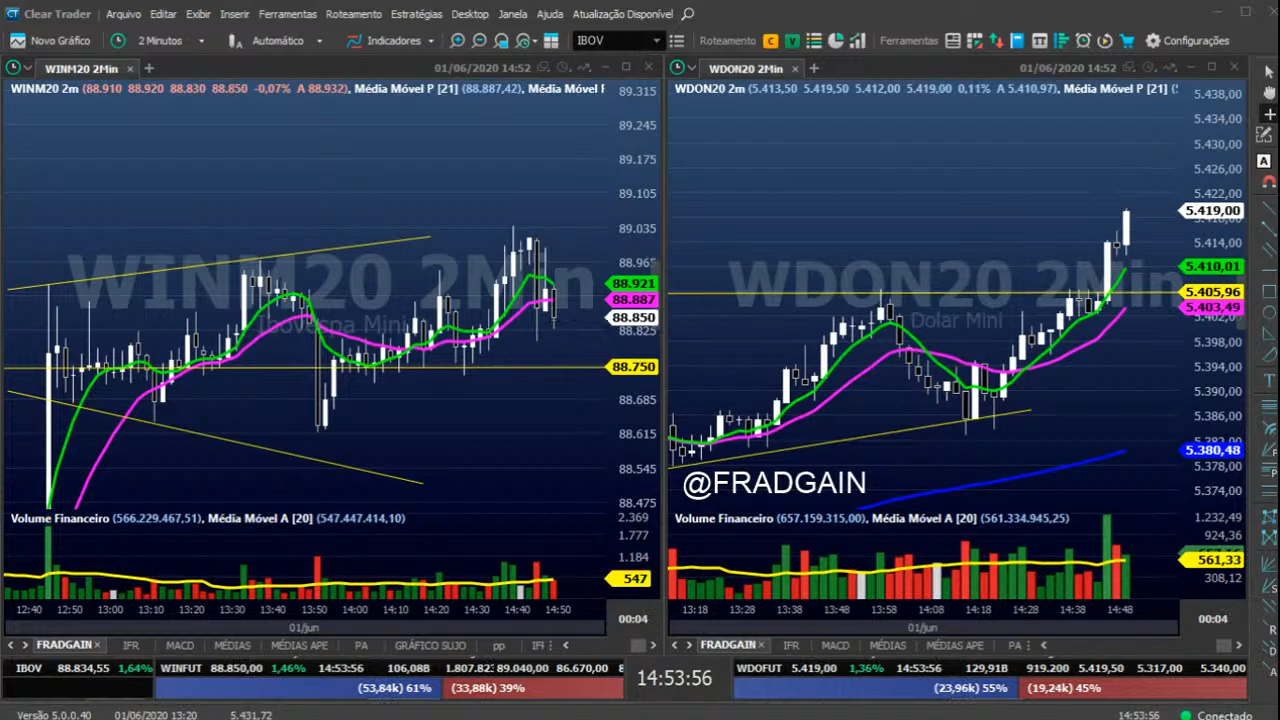 Clear Trader Arquivo Editar Exibir Inserir Ferramentas Roteamento Estratégias Desktop Janela Ajuda Atualização Disponível
Novo Gráfico 2 Minutos Automático Indicadores IBOV Roteamento C V Ferramentas Configurações
WINM20 2Min 01/06/2020 14:52
WINM20 2m (88.910 88.920 88.830 88.850 -0,07% A 88.932), Média Móvel P [21] (88.887,42), Média Móvel F
89.315
89.245
89.175
89.105
89.035
88.965
88.921
88.887
88.850
88.825
88.750
88.685
88.615
88.545
88.475
WINM20 2Min
Ibovespa Mini
Volume Financeiro (566.229.467,51), Média Móvel A [20] (547.447.414,10)
2.369
1.777
1.184
547
12:40 12:50 13:00 13:10 13:20 13:30 13:40 13:50 14:00 14:10 14:20 14:30 14:40 14:50
00:04
01/jun
FRADGAIN IFR MACD MÉDIAS MÉDIAS APE PA GRÁFICO SUJO pp
WDON20 2Min 01/06/2020 14:52
WDON20 2m (5.413,50 5.419,50 5.412,00 5.419,00 0,11% A 5.410,97), Média Móvel P [21]
5.438,00
5.434,00
5.430,00
5.426,00
5.422,00
5.419,00
5.414,00
5.410,01
5.405,96
5.403,49
5.402,00
5.398,00
5.394,00
5.390,00
5.386,00
5.382,00
5.380,48
5.378,00
5.374,00
WDON20 2Min
Dolar Mini
@FRADGAIN
Volume Financeiro (657.159.315,00), Média Móvel A [20] (561.334.945,25)
1.232,49
924,36
561,33
308,12
13:18 13:28 13:38 13:48 13:58 14:08 14:18 14:28 14:38 14:48
00:04
01/jun
FRADGAIN IFR MACD MÉDIAS MÉDIAS APE PA
IBOV 88.834,55 1,64% WINFUT 88.850,00 1,46% 14:53:56 106,08B 1.807.82 89.040,00 86.670,00
(53,84k) 61% (33,88k) 39%
14:53:56
WDOFUT 5.419,00 1,36% 14:53:56 129,91B 919.200 5.419,50 5.317,00 5.340,00
(23,96k) 55% (19,24k) 45%
Versão 5.0.0.40 01/06/2020 13:20 5.431,72 14:53:56 Conectado